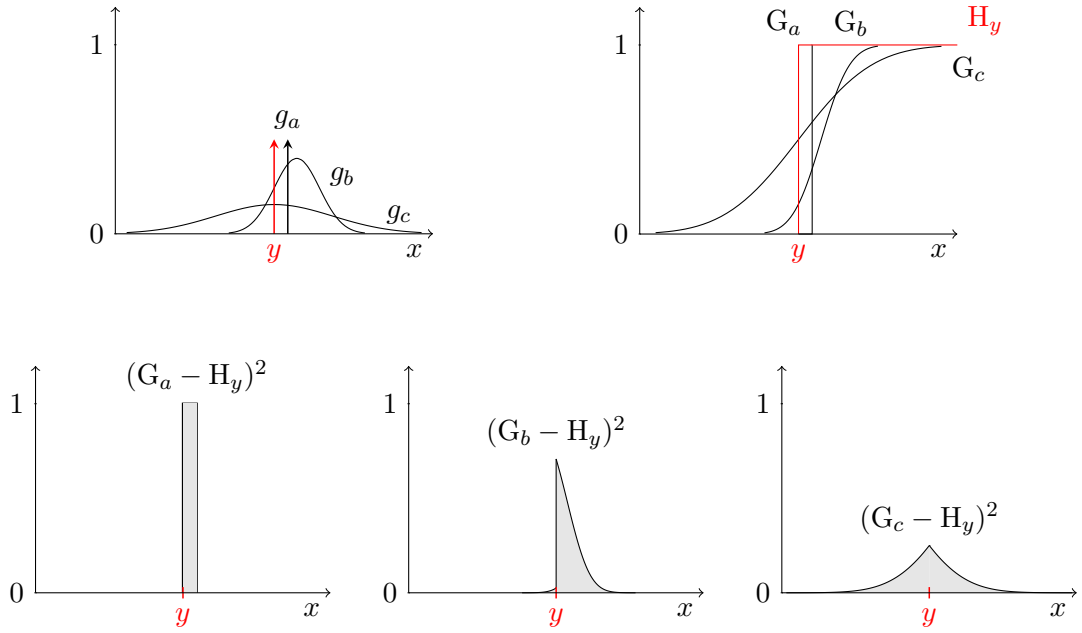 1
0
g_a
g_b
g_c
y
x
1
0
G_a
G_b
H_y
G_c
y
x
(G_a − H_y)^2
1
0
y
x
(G_b − H_y)^2
1
0
y
x
(G_c − H_y)^2
1
0
y
x